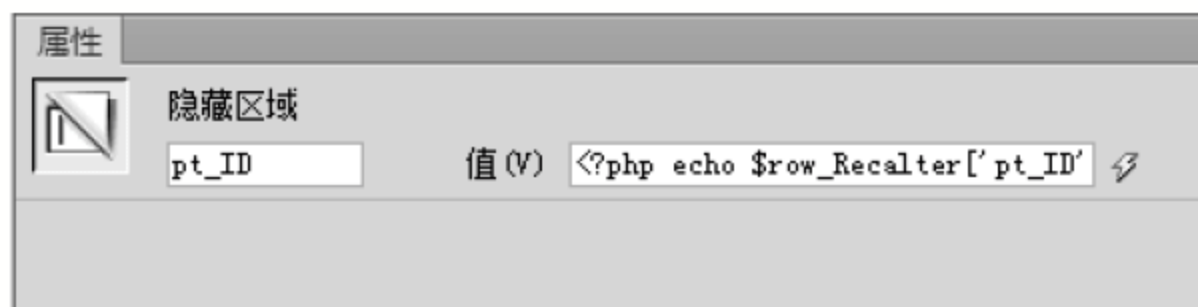 属性
隐藏区域
pt_ID 值(V) <?php echo $row_Recalter['pt_ID'